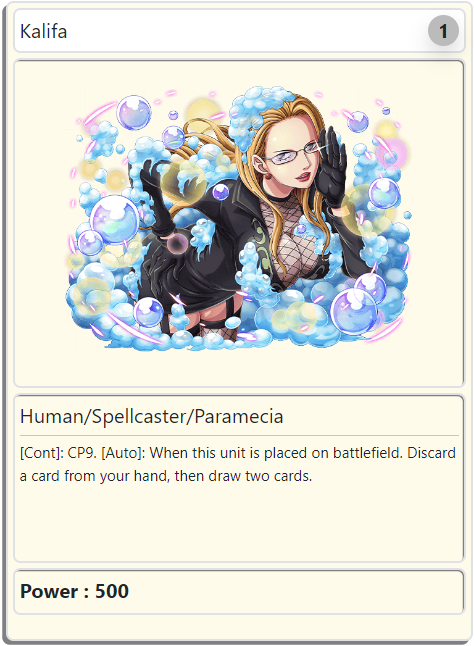 Kalifa
1
Human/Spellcaster/Paramecia
[Cont]: CP9. [Auto]: When this unit is placed on battlefield. Discard
a card from your hand, then draw two cards.
Power : 500